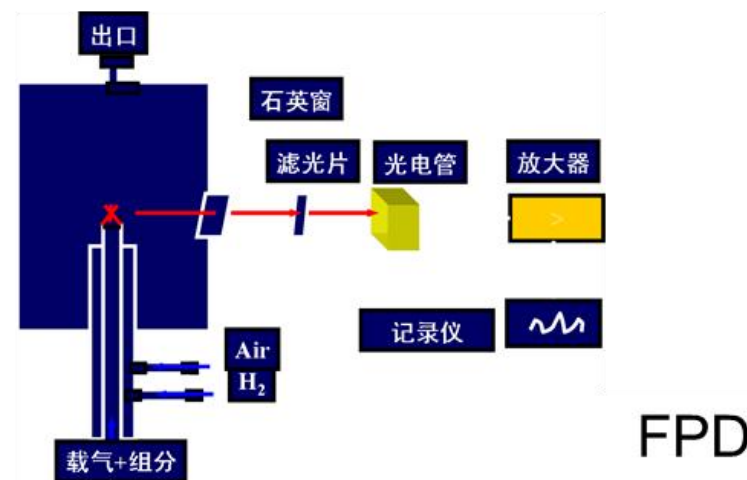 出口
石英窗
滤光片
光电管
放大器
>
记录仪
Air
H₂
载气+组分
FPD